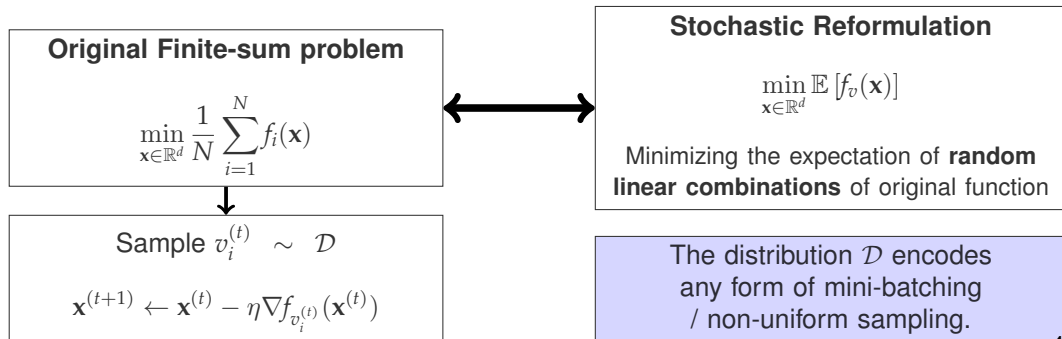 Original Finite-sum problem
min_{𝐱∈ℝ^d} 1/N ∑_{i=1}^{N} f_i(𝐱)
Sample v_i^{(t)} ∼ 𝒟
𝐱^{(t+1)} ← 𝐱^{(t)} − η∇f_{v_i^{(t)}}(𝐱^{(t)})
Stochastic Reformulation
min_{𝐱∈ℝ^d} 𝔼 [f_v(𝐱)]
Minimizing the expectation of random
linear combinations of original function
The distribution 𝒟 encodes
any form of mini-batching
/ non-uniform sampling.